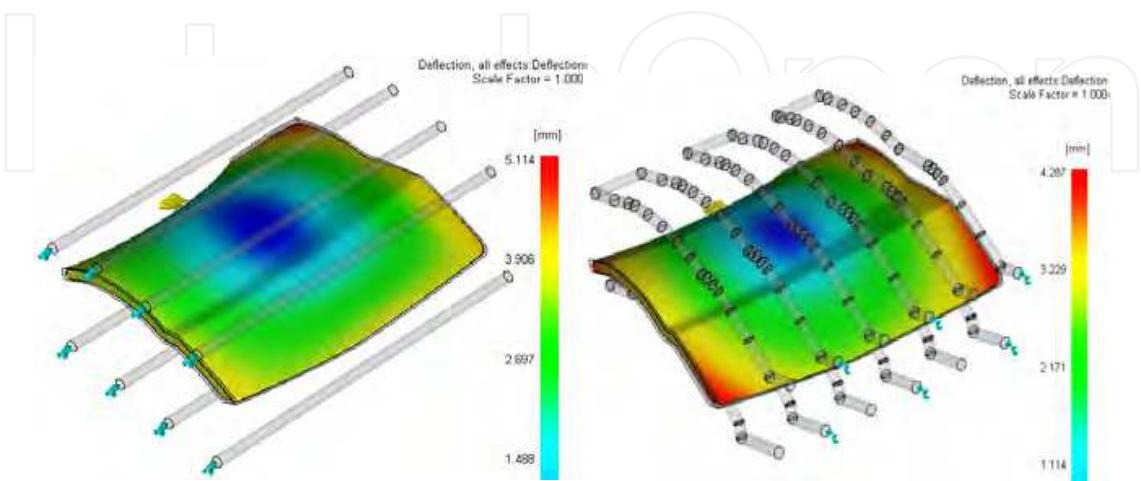 Deflection, all effects:Deflection
Scale Factor = 1.000
[mm]
5.114
3.906
2.697
1.488
Deflection, all effects:Deflection
Scale Factor = 1.000
[mm]
4.287
3.229
2.171
1.114